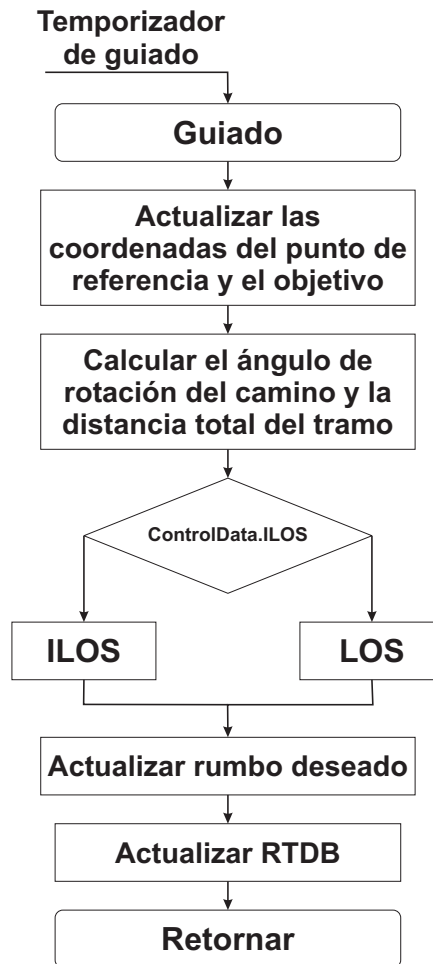 Temporizador
de guiado
Guiado
Actualizar las
coordenadas del punto de
referencia y el objetivo
Calcular el ángulo de
rotación del camino y la
distancia total del tramo
ControlData.ILOS
ILOS
LOS
Actualizar rumbo deseado
Actualizar RTDB
Retornar